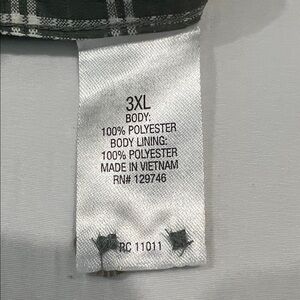 3XL
BODY:
100% POLYESTER
BODY LINING:
100% POLYESTER
MADE IN VIETNAM
RN# 129746
RC 11011